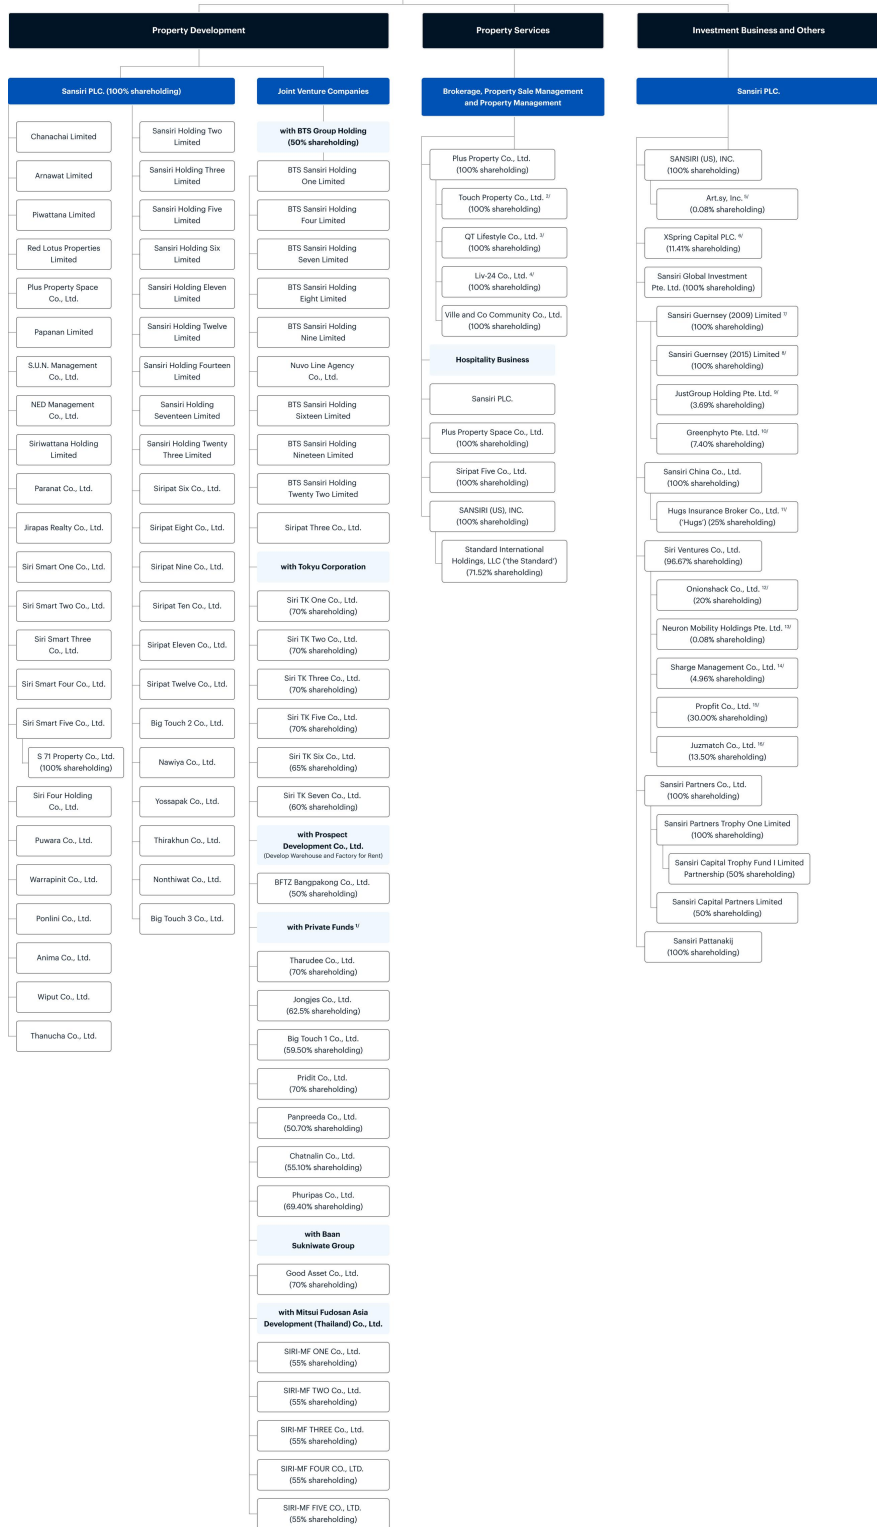 Property Development
Property Services
Investment Business and Others
Sansiri PLC. (100% shareholding)
Chanachai Limited
Arnawat Limited
Piwattana Limited
Red Lotus Properties
Limited
Plus Property Space
Co., Ltd.
Papanan Limited
S.U.N. Management
Co., Ltd.
NED Management
Co., Ltd.
Siriwattana Holding
Limited
Paranat Co., Ltd.
Jirapas Realty Co., Ltd.
Siri Smart One Co., Ltd.
Siri Smart Two Co., Ltd.
Siri Smart Three
Co., Ltd.
Siri Smart Four Co., Ltd.
Siri Smart Five Co., Ltd.
S 71 Property Co., Ltd.
(100% shareholding)
Siri Four Holding
Co., Ltd.
Puwara Co., Ltd.
Warrapinit Co., Ltd.
Ponlini Co., Ltd.
Anima Co., Ltd.
Wiput Co., Ltd.
Thanucha Co., Ltd.
Sansiri Holding Two
Limited
Sansiri Holding Three
Limited
Sansiri Holding Five
Limited
Sansiri Holding Six
Limited
Sansiri Holding Eleven
Limited
Sansiri Holding Twelve
Limited
Sansiri Holding Fourteen
Limited
Sansiri Holding
Seventeen Limited
Sansiri Holding Twenty
Three Limited
Siripat Six Co., Ltd.
Siripat Eight Co., Ltd.
Siripat Nine Co., Ltd.
Siripat Ten Co., Ltd.
Siripat Eleven Co., Ltd.
Siripat Twelve Co., Ltd.
Big Touch 2 Co., Ltd.
Nawiya Co., Ltd.
Yossapak Co., Ltd.
Thirakhun Co., Ltd.
Nonthiwat Co., Ltd.
Big Touch 3 Co., Ltd.
Joint Venture Companies
with BTS Group Holding
(50% shareholding)
BTS Sansiri Holding
One Limited
BTS Sansiri Holding
Four Limited
BTS Sansiri Holding
Seven Limited
BTS Sansiri Holding
Eight Limited
BTS Sansiri Holding
Nine Limited
Nuvo Line Agency
Co., Ltd.
BTS Sansiri Holding
Sixteen Limited
BTS Sansiri Holding
Nineteen Limited
BTS Sansiri Holding
Twenty Two Limited
Siripat Three Co., Ltd.
with Tokyu Corporation
Siri TK One Co., Ltd.
(70% shareholding)
Siri TK Two Co., Ltd.
(70% shareholding)
Siri TK Three Co., Ltd.
(70% shareholding)
Siri TK Five Co., Ltd.
(70% shareholding)
Siri TK Six Co., Ltd.
(65% shareholding)
Siri TK Seven Co., Ltd.
(60% shareholding)
with Prospect
Development Co., Ltd.
(Develop Warehouse and Factory for Rent)
BFTZ Bangpakong Co., Ltd.
(50% shareholding)
with Private Funds 1/
Tharudee Co., Ltd.
(70% shareholding)
Jongjes Co., Ltd.
(62.5% shareholding)
Big Touch 1 Co., Ltd.
(59.50% shareholding)
Pridit Co., Ltd.
(70% shareholding)
Panpreeda Co., Ltd.
(50.70% shareholding)
Chatnalin Co., Ltd.
(55.10% shareholding)
Phuripas Co., Ltd.
(69.40% shareholding)
with Baan
Sukniwate Group
Good Asset Co., Ltd.
(70% shareholding)
with Mitsui Fudosan Asia
Development (Thailand) Co., Ltd.
SIRI-MF ONE Co., Ltd.
(55% shareholding)
SIRI-MF TWO Co., Ltd.
(55% shareholding)
SIRI-MF THREE Co., Ltd.
(55% shareholding)
SIRI-MF FOUR CO., LTD.
(55% shareholding)
SIRI-MF FIVE CO., LTD.
(55% shareholding)
Brokerage, Property Sale Management
and Property Management
Plus Property Co., Ltd.
(100% shareholding)
Touch Property Co., Ltd. 2/
(100% shareholding)
QT Lifestyle Co., Ltd. 3/
(100% shareholding)
Liv-24 Co., Ltd. 4/
(100% shareholding)
Ville and Co Community Co., Ltd.
(100% shareholding)
Hospitality Business
Sansiri PLC.
Plus Property Space Co., Ltd.
(100% shareholding)
Siripat Five Co., Ltd.
(100% shareholding)
SANSIRI (US), INC.
(100% shareholding)
Standard International
Holdings, LLC ('the Standard')
(71.52% shareholding)
Sansiri PLC.
SANSIRI (US), INC.
(100% shareholding)
Art.sy, Inc. 5/
(0.08% shareholding)
XSpring Capital PLC. 6/
(11.41% shareholding)
Sansiri Global Investment
Pte. Ltd. (100% shareholding)
Sansiri Guernsey (2009) Limited 7/
(100% shareholding)
Sansiri Guernsey (2015) Limited 8/
(100% shareholding)
JustGroup Holding Pte. Ltd. 9/
(3.69% shareholding)
Greenphyto Pte. Ltd. 10/
(7.40% shareholding)
Sansiri China Co., Ltd.
(100% shareholding)
Hugs Insurance Broker Co., Ltd. 11/
('Hugs') (25% shareholding)
Siri Ventures Co., Ltd.
(96.67% shareholding)
Onionshack Co., Ltd. 12/
(20% shareholding)
Neuron Mobility Holdings Pte. Ltd. 13/
(0.08% shareholding)
Sharge Management Co., Ltd. 14/
(4.96% shareholding)
Propfit Co., Ltd. 15/
(30.00% shareholding)
Juzmatch Co., Ltd. 16/
(13.50% shareholding)
Sansiri Partners Co., Ltd.
(100% shareholding)
Sansiri Partners Trophy One Limited
(100% shareholding)
Sansiri Capital Trophy Fund I Limited
Partnership (50% shareholding)
Sansiri Capital Partners Limited
(50% shareholding)
Sansiri Pattanakij
(100% shareholding)